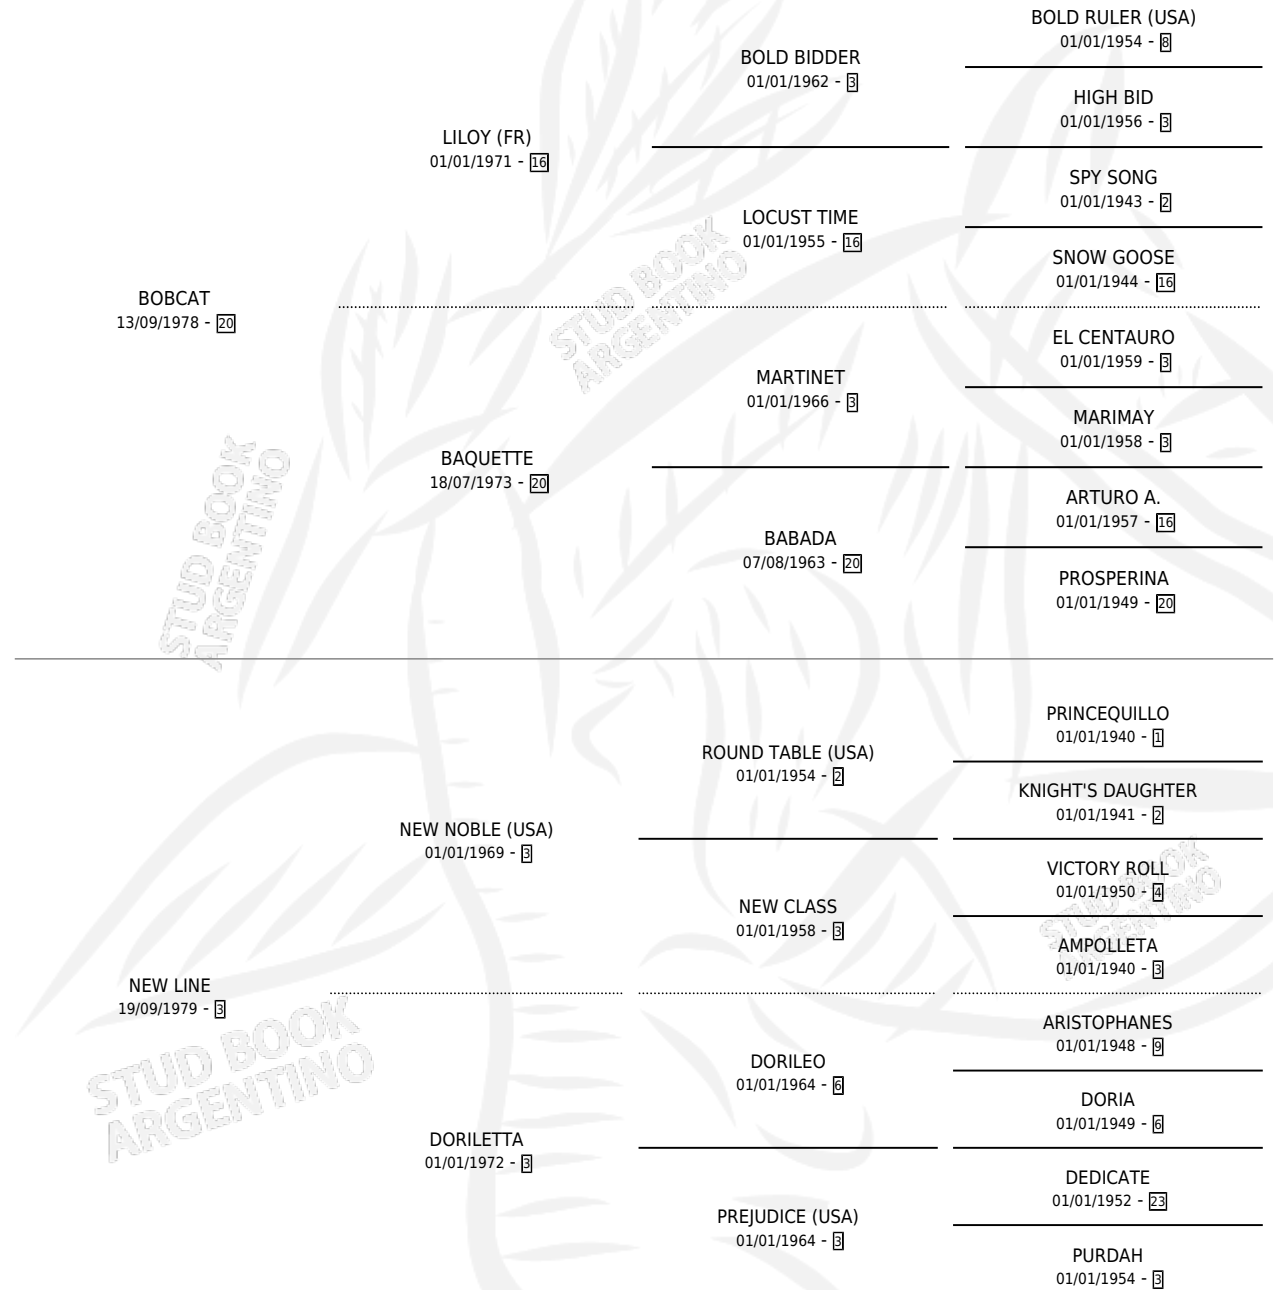 BOLD RULER (USA)
01/01/1954 - 8
BOLD BIDDER
01/01/1962 - 3
HIGH BID
01/01/1956 - 3
LILOY (FR)
01/01/1971 - 16
SPY SONG
01/01/1943 - 2
LOCUST TIME
01/01/1955 - 16
SNOW GOOSE
01/01/1944 - 16
BOBCAT
13/09/1978 - 20
EL CENTAURO
01/01/1959 - 3
MARTINET
01/01/1966 - 3
MARIMAY
01/01/1958 - 3
BAQUETTE
18/07/1973 - 20
ARTURO A.
01/01/1957 - 16
BABADA
07/08/1963 - 20
PROSPERINA
01/01/1949 - 20
STUD BOOK
ARGENTINO
STUD BOOK
ARGENTINO
PRINCEQUILLO
01/01/1940 - 1
ROUND TABLE (USA)
01/01/1954 - 2
KNIGHT'S DAUGHTER
01/01/1941 - 2
NEW NOBLE (USA)
01/01/1969 - 3
VICTORY ROLL
01/01/1950 - 4
NEW CLASS
01/01/1958 - 3
AMPOLLETA
01/01/1940 - 3
NEW LINE
19/09/1979 - 3
ARISTOPHANES
01/01/1948 - 9
DORILEO
01/01/1964 - 6
DORIA
01/01/1949 - 6
DORILETTA
01/01/1972 - 3
DEDICATE
01/01/1952 - 23
PREJUDICE (USA)
01/01/1964 - 3
PURDAH
01/01/1954 - 3
STUD BOOK
ARGENTINO
STUD BOOK
ARGENTINO